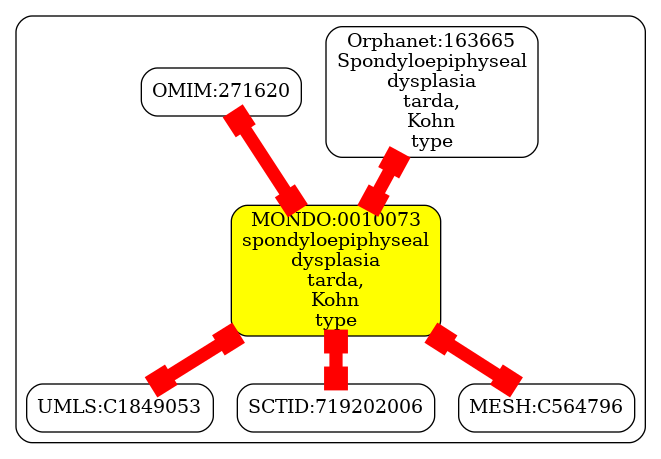 Orphanet:163665
Spondyloepiphyseal
dysplasia
tarda,
Kohn
type
OMIM:271620
MONDO:0010073
spondyloepiphyseal
dysplasia
tarda,
Kohn
type
UMLS:C1849053
SCTID:719202006
MESH:C564796